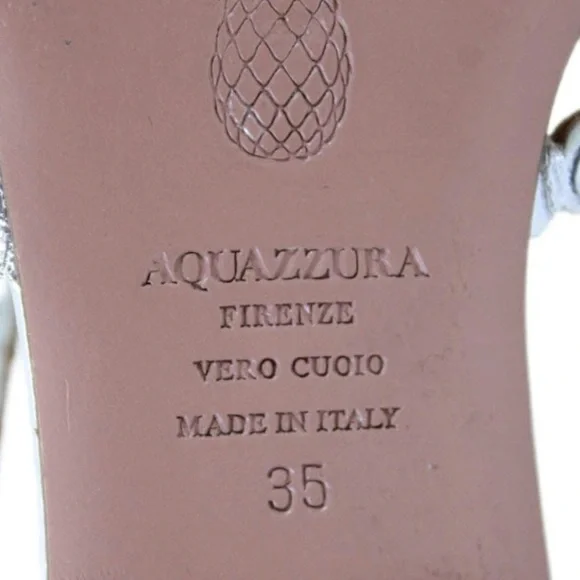 AQUAZZURA
FIRENZE
VERO CUOIO
MADE IN ITALY
35